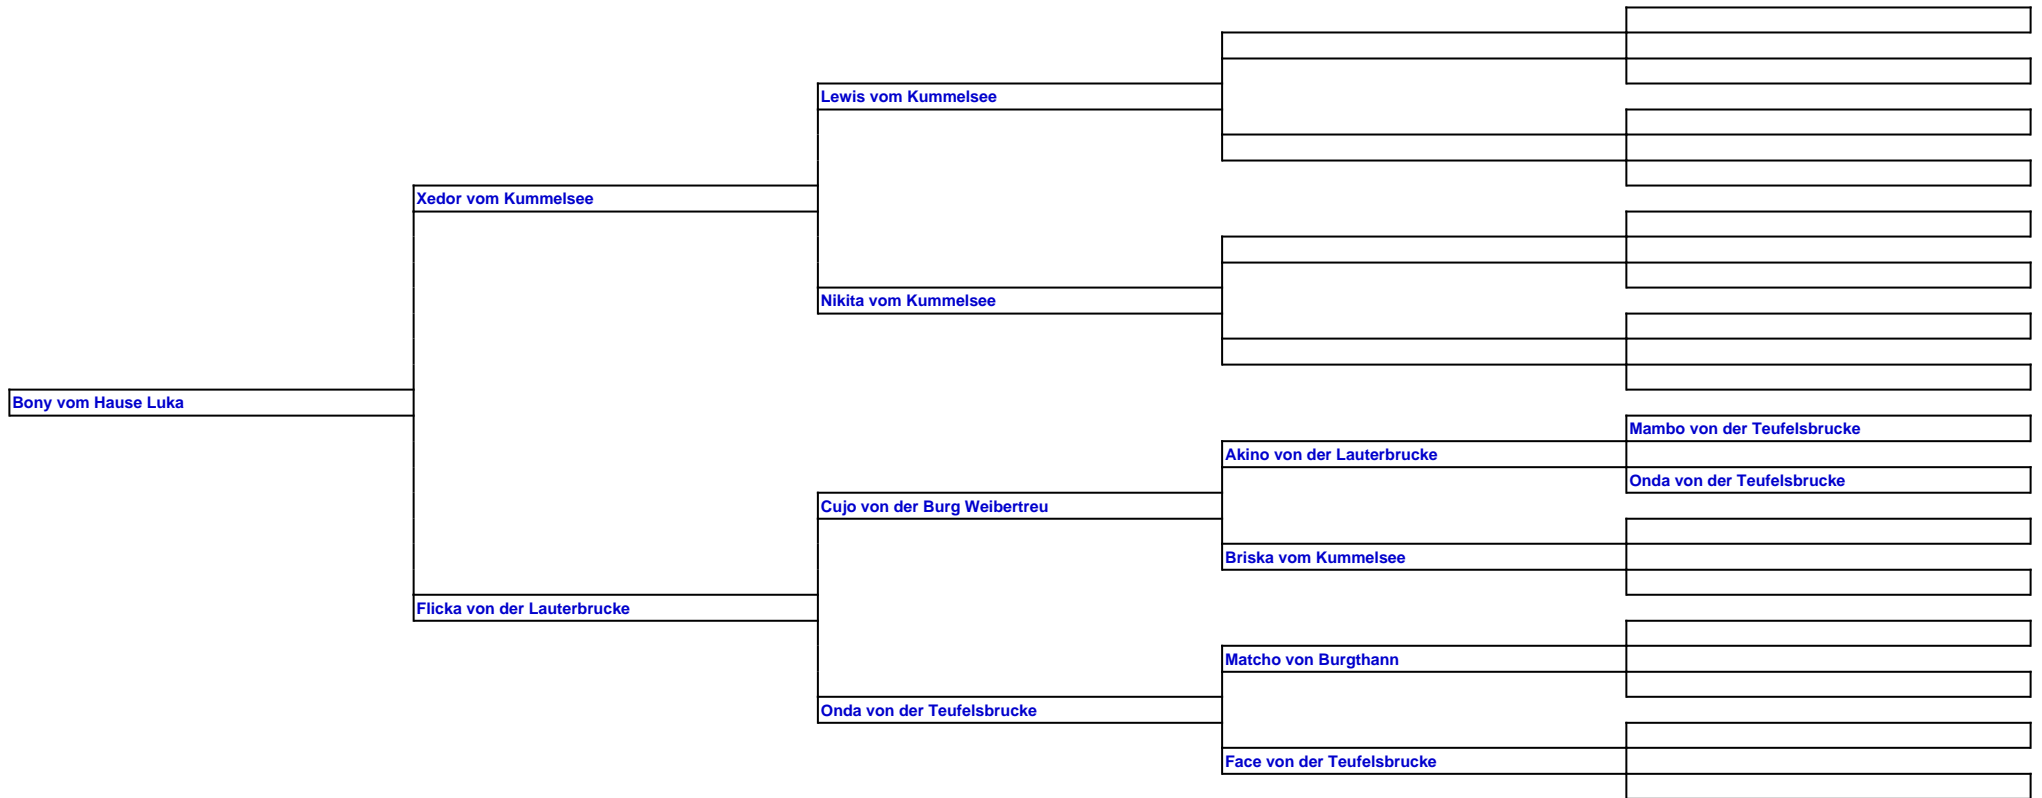 Lewis vom Kummelsee
Xedor vom Kummelsee
Nikita vom Kummelsee
Bony vom Hause Luka
Mambo von der Teufelsbrucke
Akino von der Lauterbrucke
Onda von der Teufelsbrucke
Cujo von der Burg Weibertreu
Briska vom Kummelsee
Flicka von der Lauterbrucke
Matcho von Burgthann
Onda von der Teufelsbrucke
Face von der Teufelsbrucke